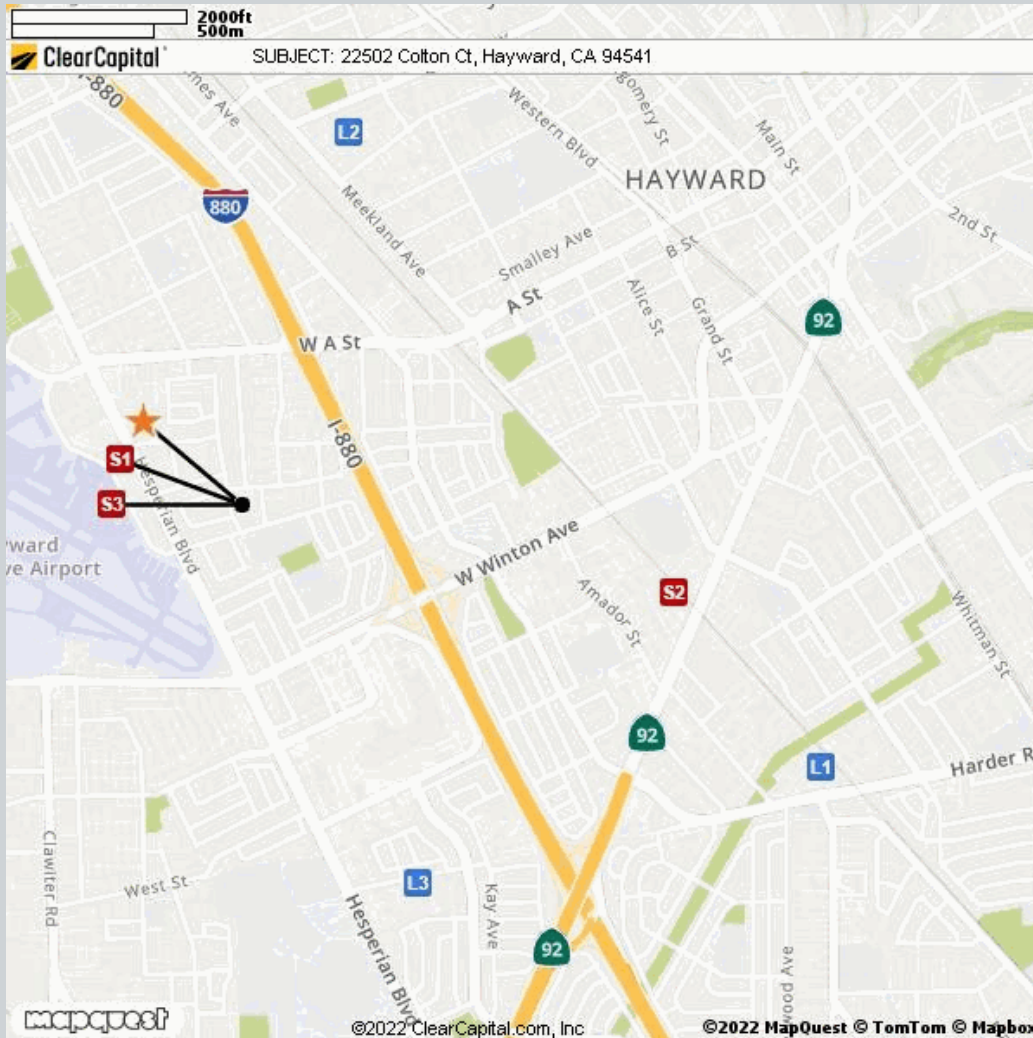 2000ft
500m
ClearCapital
SUBJECT: 22502 Colton Ct, Hayward, CA 94541
I-880
Western Blvd
Main St
L2
HAYWARD
880
Meekland Ave
2nd St
Smalley Ave
B St
A St
Alice St
Grand St
92
W A St
I-880
S1
Hesperian Blvd
S3
W Winton Ave
Airport
S2
Amador St
Whitman St
92
L1
Harder R
Clawiter Rd
L3
West St
Kay Ave
Hesperian Blvd
92
mapquest
©2022 ClearCapital.com, Inc
©2022 MapQuest © TomTom © Mapbox